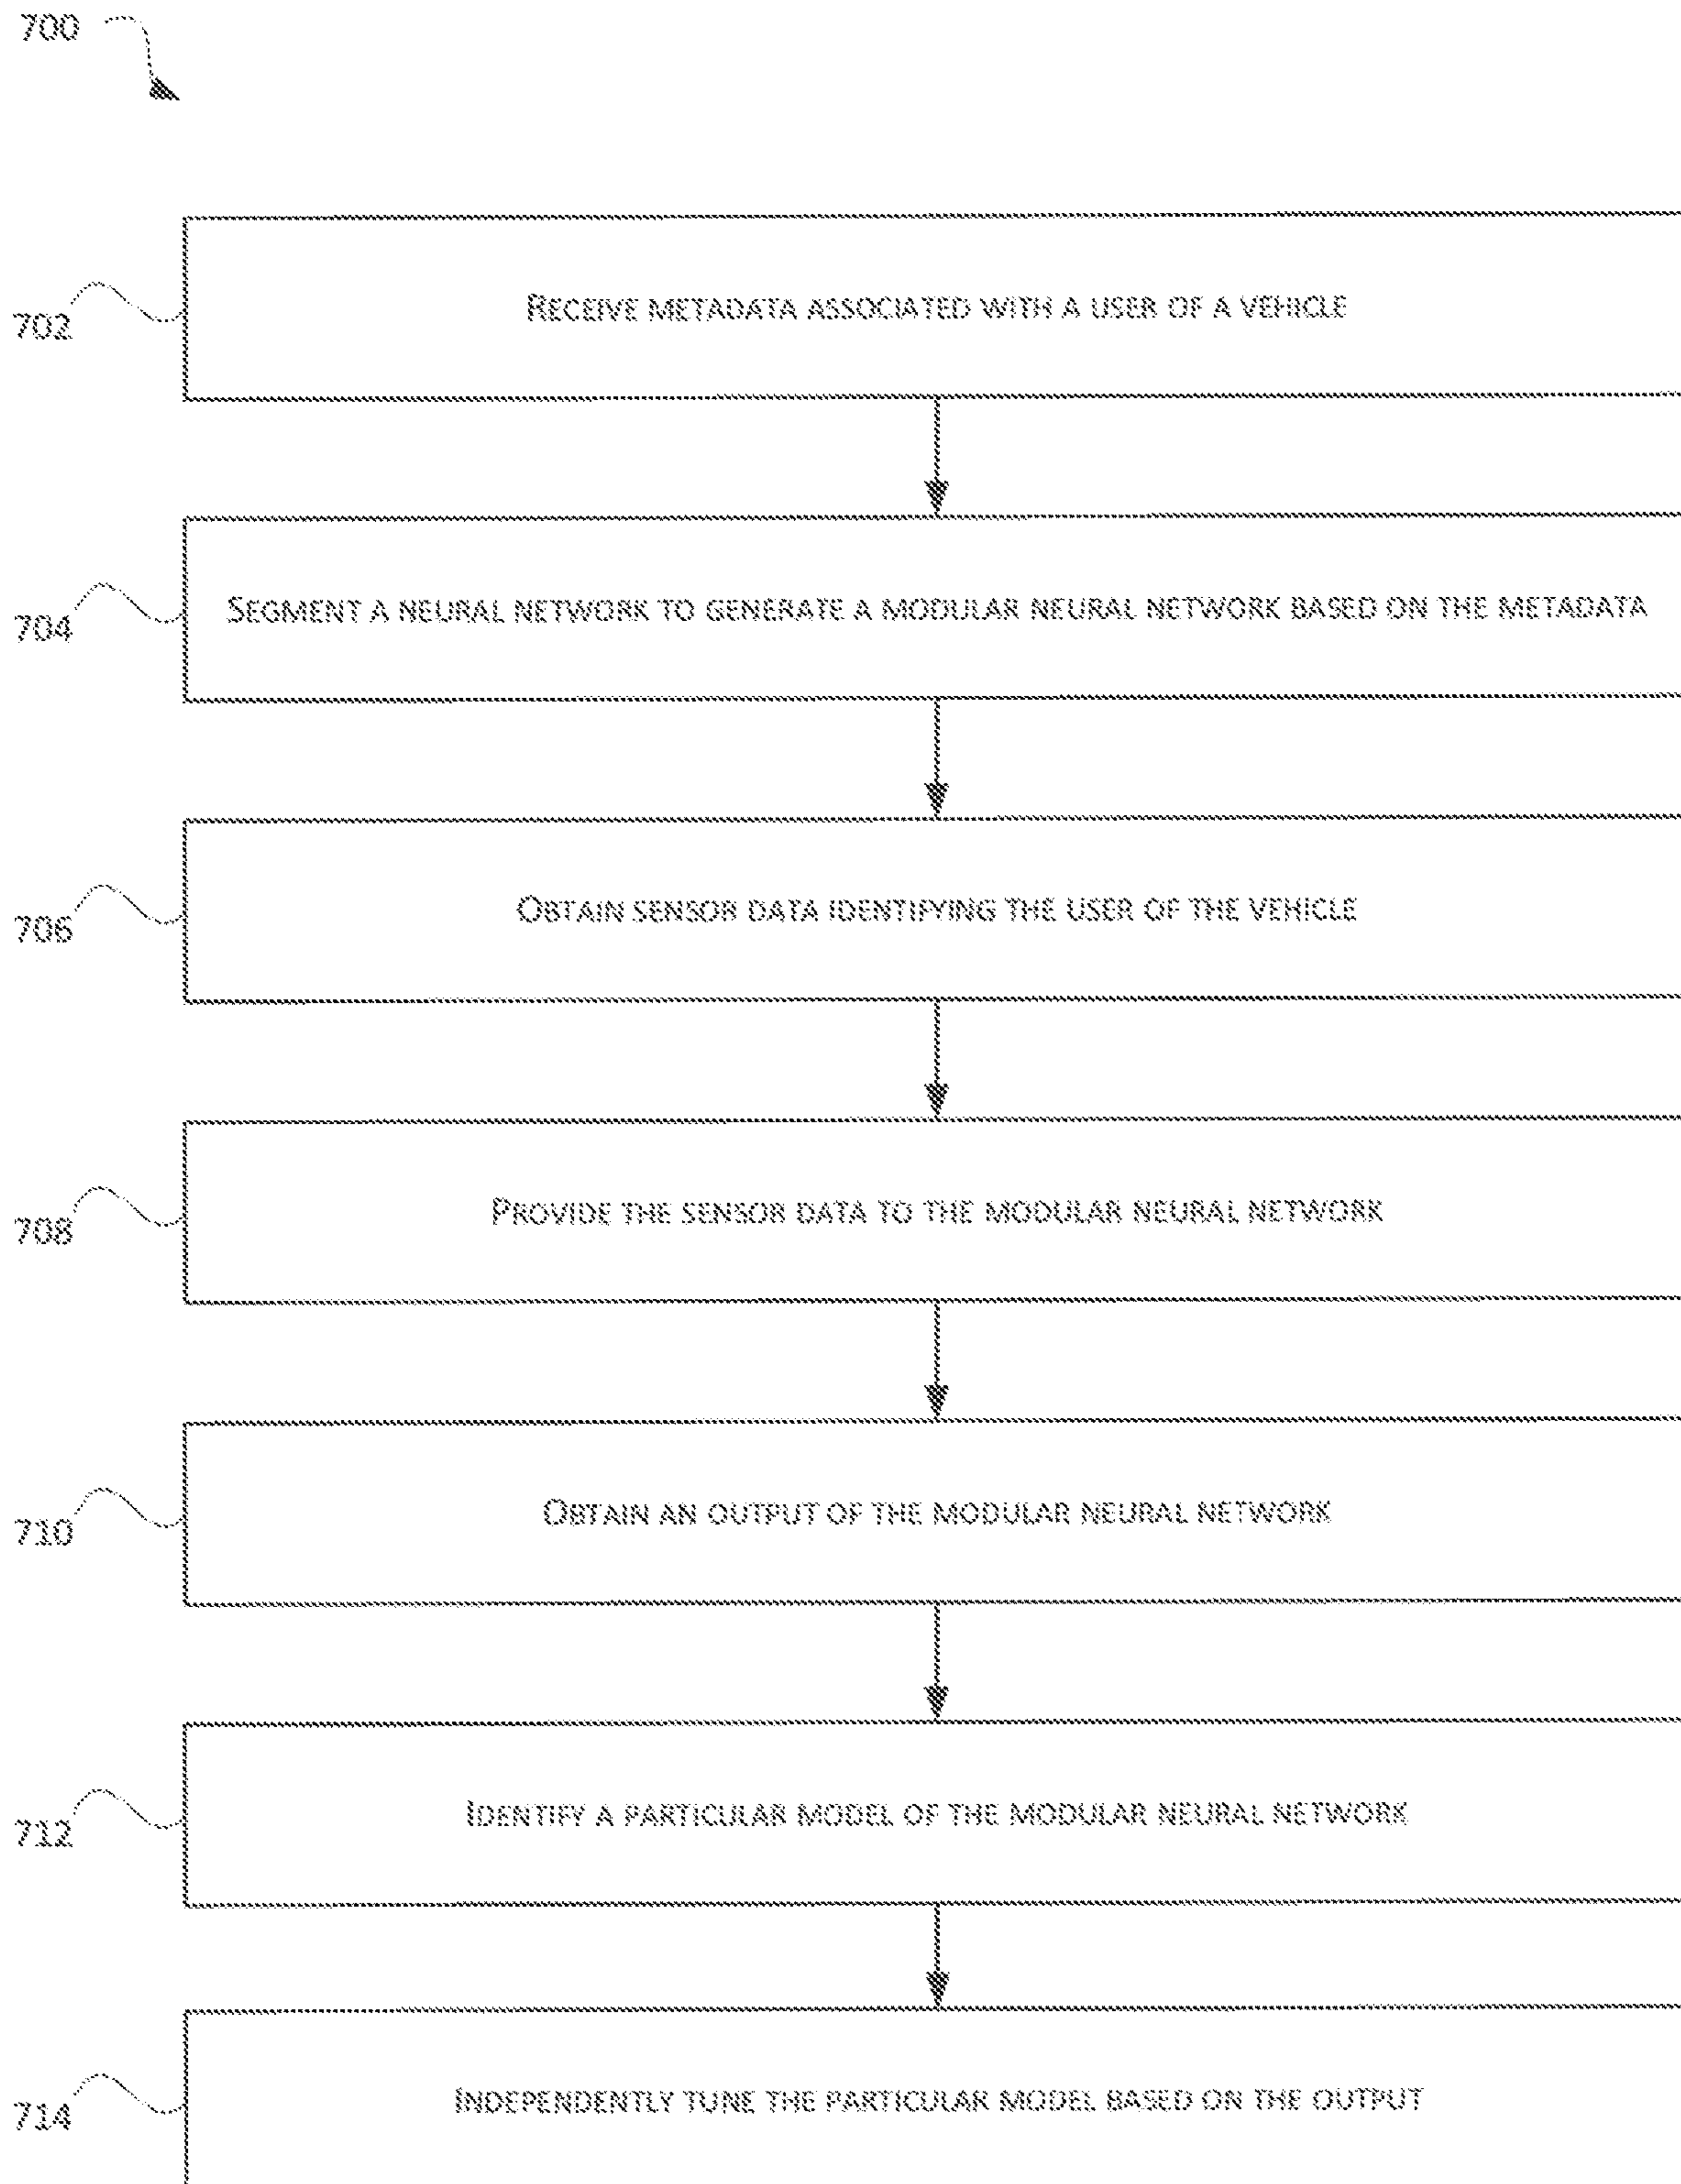 700
702
RECEIVE METADATA ASSOCIATED WITH A USER OF A VEHICLE
704
SEGMENT A NEURAL NETWORK TO GENERATE A MODULAR NEURAL NETWORK BASED ON THE METADATA
706
OBTAIN SENSOR DATA IDENTIFYING THE USER OF THE VEHICLE
708
PROVIDE THE SENSOR DATA TO THE MODULAR NEURAL NETWORK
710
OBTAIN AN OUTPUT OF THE MODULAR NEURAL NETWORK
712
IDENTIFY A PARTICULAR MODEL OF THE MODULAR NEURAL NETWORK
714
INDEPENDENTLY TUNE THE PARTICULAR MODEL BASED ON THE OUTPUT